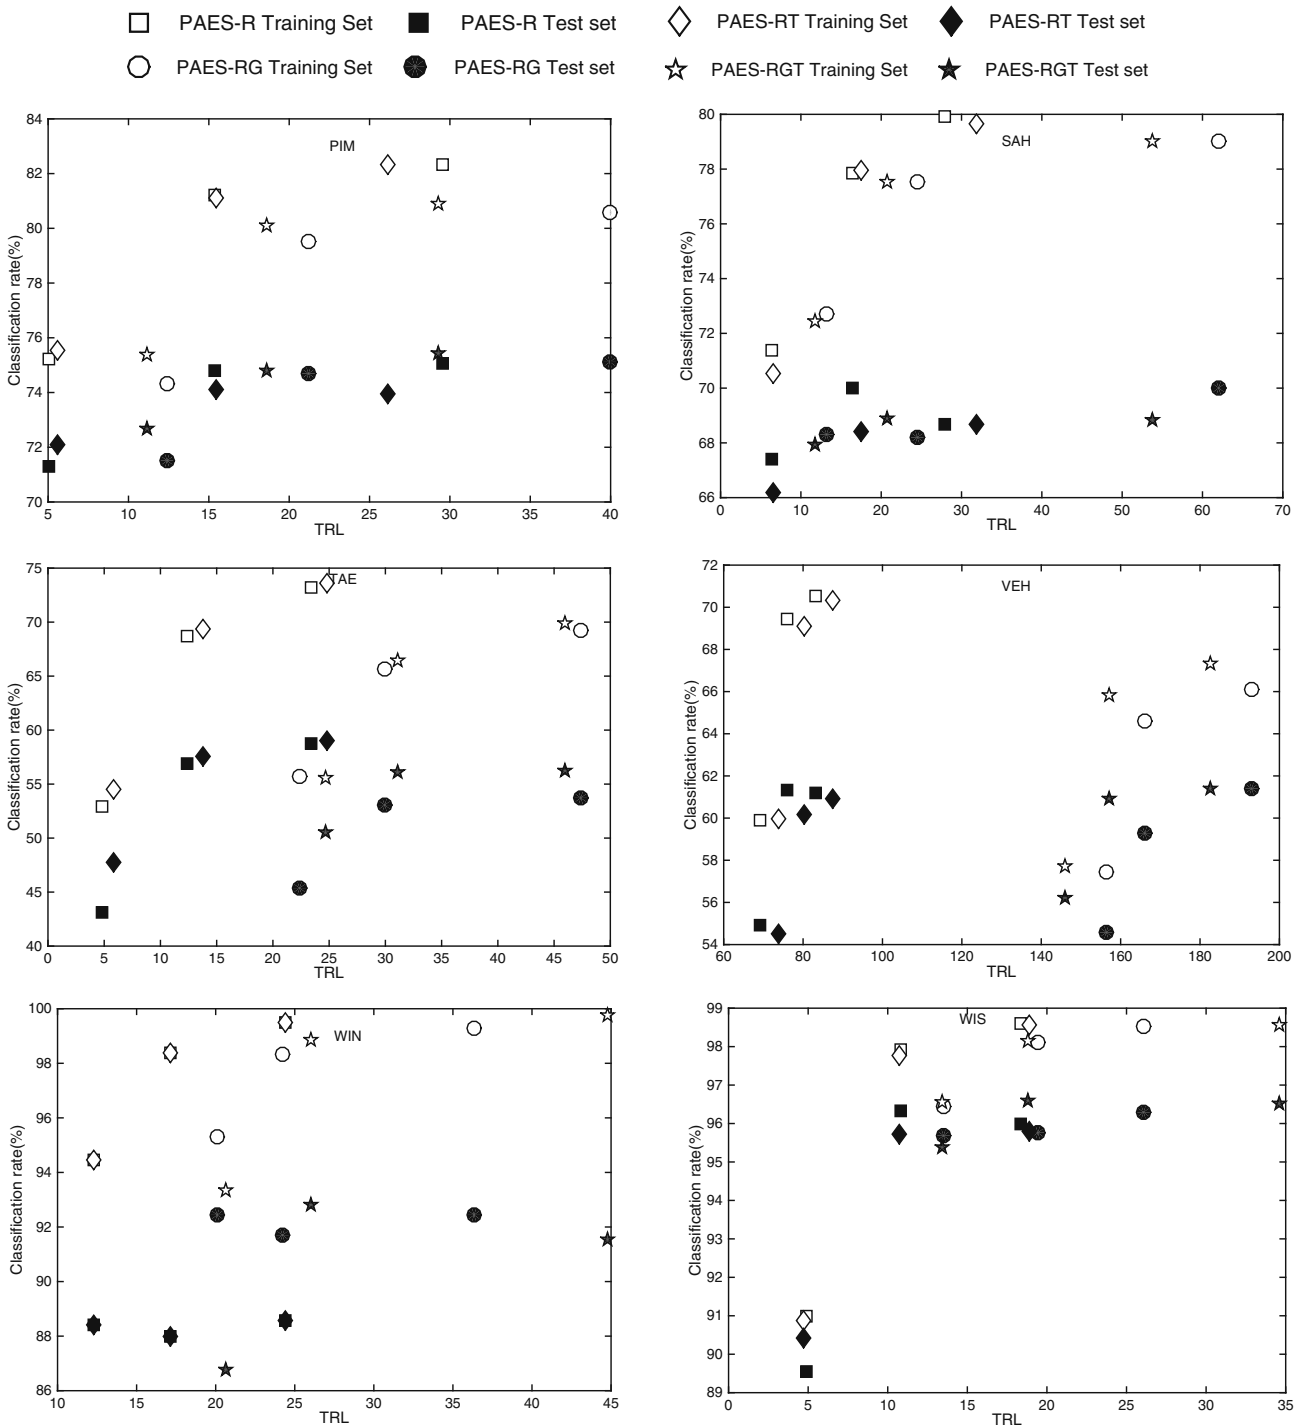 PAES-R Training Set PAES-R Test set PAES-RT Training Set PAES-RT Test set
PAES-RG Training Set PAES-RG Test set PAES-RGT Training Set PAES-RGT Test set
PIM
Classification rate(%)
84
82
80
78
76
74
72
70
5 10 15 20 25 30 35 40
TRL
SAH
Classification rate(%)
80
78
76
74
72
70
68
66
0 10 20 30 40 50 60 70
TRL
TAE
Classification rate(%)
75
70
65
60
55
50
45
40
0 5 10 15 20 25 30 35 40 45 50
TRL
VEH
Classification rate(%)
72
70
68
66
64
62
60
58
56
54
60 80 100 120 140 160 180 200
TRL
WIN
Classification rate(%)
100
98
96
94
92
90
88
86
10 15 20 25 30 35 40 45
TRL
WIS
Classification rate(%)
99
98
97
96
95
94
93
92
91
90
89
0 5 10 15 20 25 30 35
TRL